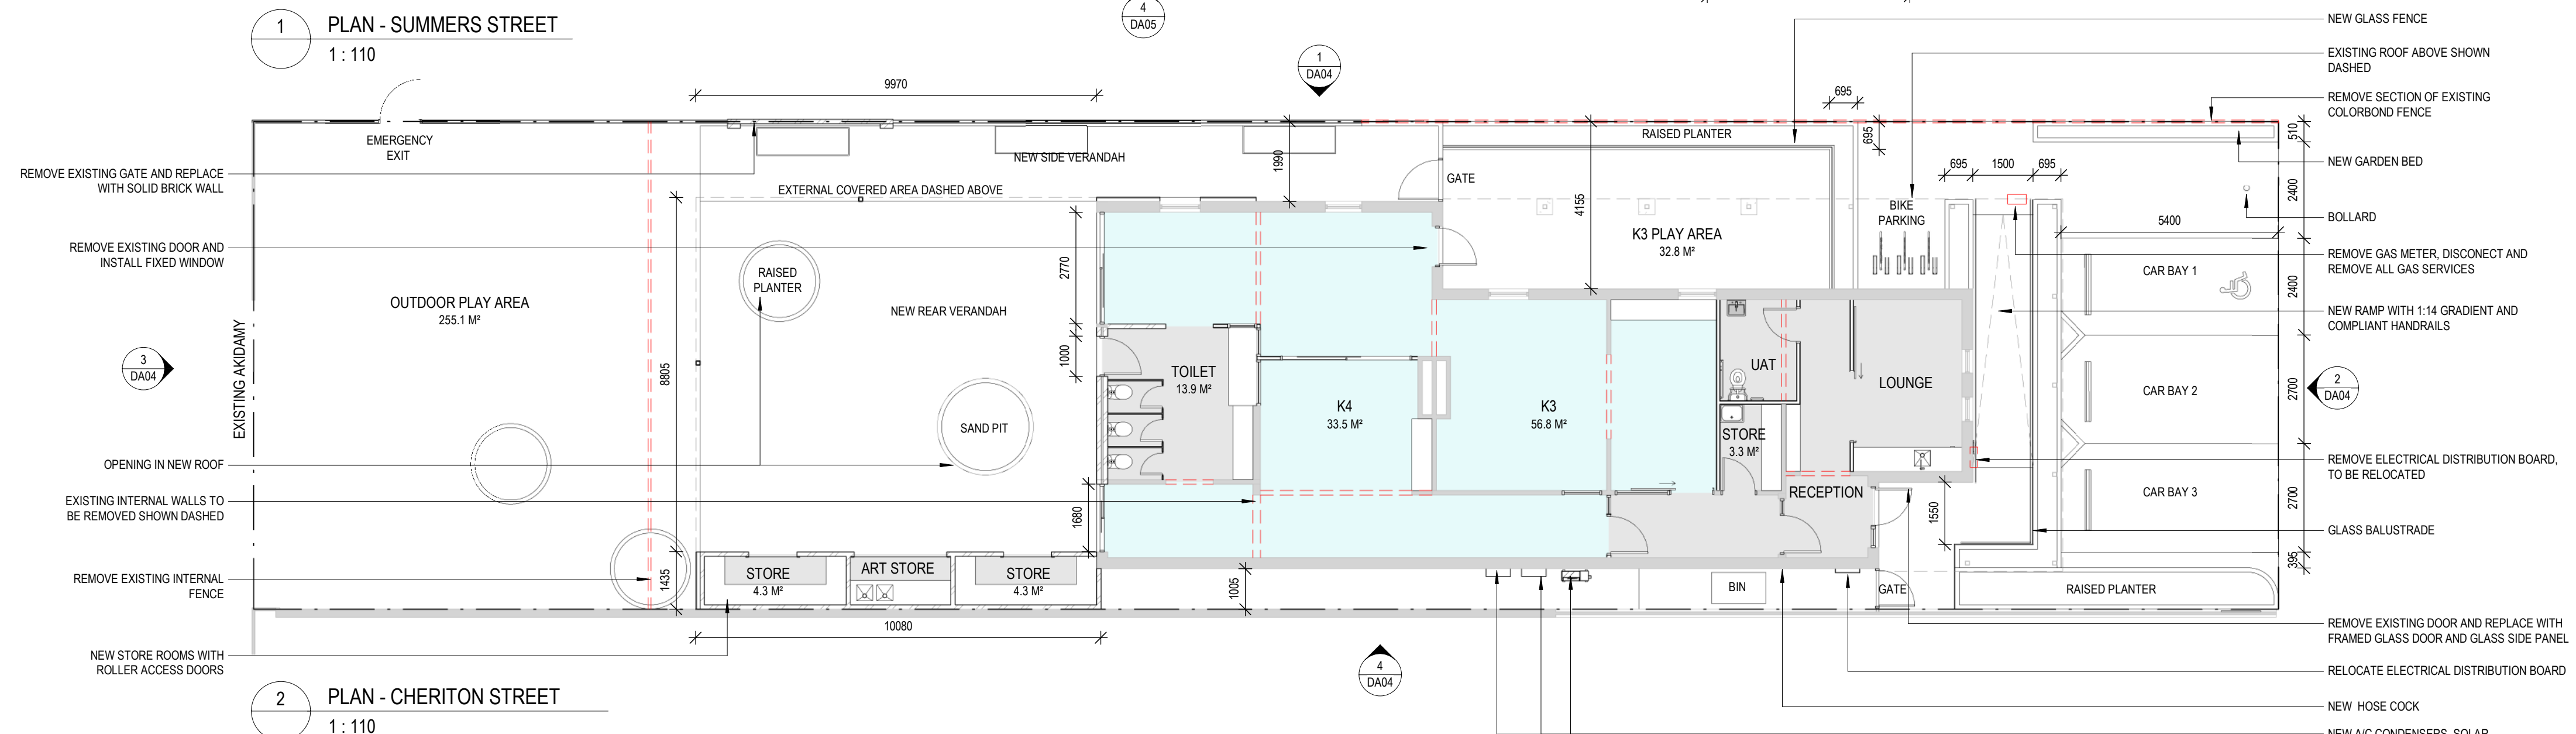 1
PLAN - SUMMERS STREET
1 : 110
4
DA05
1
DA04
NEW GLASS FENCE
EXISTING ROOF ABOVE SHOWN
DASHED
REMOVE SECTION OF EXISTING
COLORBOND FENCE
NEW GARDEN BED
BOLLARD
REMOVE GAS METER, DISCONECT AND
REMOVE ALL GAS SERVICES
NEW RAMP WITH 1:14 GRADIENT AND
COMPLIANT HANDRAILS
2
DA04
REMOVE ELECTRICAL DISTRIBUTION BOARD,
TO BE RELOCATED
GLASS BALUSTRADE
REMOVE EXISTING DOOR AND REPLACE WITH
FRAMED GLASS DOOR AND GLASS SIDE PANEL
RELOCATE ELECTRICAL DISTRIBUTION BOARD
NEW HOSE COCK
NEW A/C CONDENSERS, SOLAR
9970
695
EMERGENCY
EXIT
REMOVE EXISTING GATE AND REPLACE
WITH SOLID BRICK WALL
REMOVE EXISTING DOOR AND
INSTALL FIXED WINDOW
3
DA04
EXISTING AKIDAMY
OPENING IN NEW ROOF
EXISTING INTERNAL WALLS TO
BE REMOVED SHOWN DASHED
REMOVE EXISTING INTERNAL
FENCE
NEW STORE ROOMS WITH
ROLLER ACCESS DOORS
OUTDOOR PLAY AREA
255.1 M²
NEW SIDE VERANDAH
EXTERNAL COVERED AREA DASHED ABOVE
1990
RAISED
PLANTER
NEW REAR VERANDAH
SAND PIT
8805
2770
1000
1680
1435
1005
10080
STORE
4.3 M²
ART STORE
STORE
4.3 M²
TOILET
13.9 M²
K4
33.5 M²
K3
56.8 M²
GATE
RAISED PLANTER
4155
K3 PLAY AREA
32.8 M²
695
BIKE
PARKING
695
1500
695
510
2400
5400
2400
2700
2700
395
C
CAR BAY 1
CAR BAY 2
CAR BAY 3
UAT
LOUNGE
STORE
3.3 M²
RECEPTION
1550
BIN
GATE
RAISED PLANTER
4
DA04
2
PLAN - CHERITON STREET
1 : 110